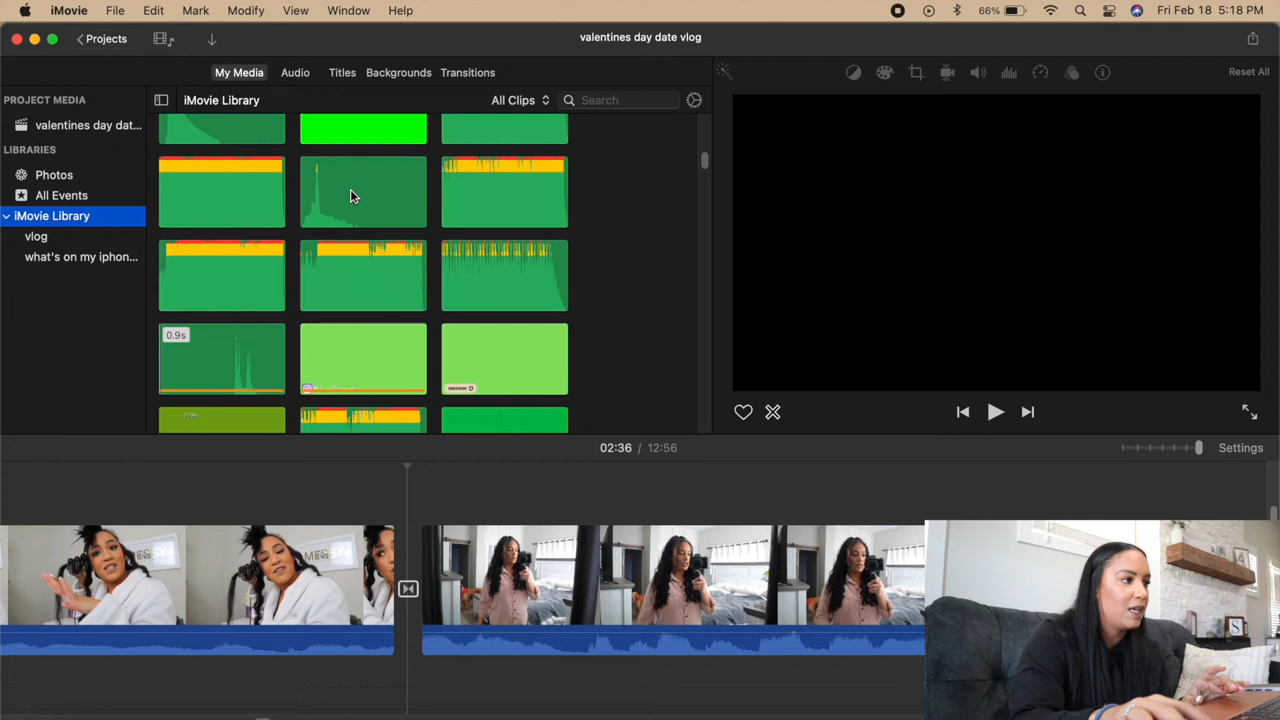 iMovie File Edit Mark Modify View Window Help 66% Fri Feb 18 5:18 PM
Projects valentines day date vlog
My Media Audio Titles Backgrounds Transitions Reset All
PROJECT MEDIA iMovie Library All Clips Search
valentines day dat...
LIBRARIES
Photos
All Events
iMovie Library
vlog
what's on my iphon...
0.9s
SUBSCRIBE
02:36 / 12:56 Settings
S